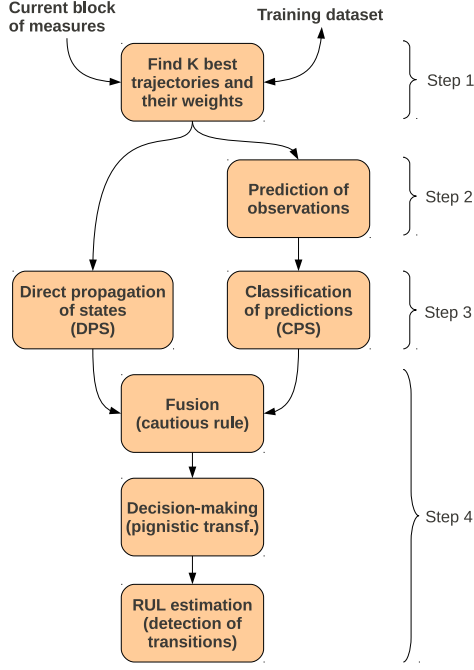 Current block
of measures
Training dataset
Find K best
trajectories and
their weights
Step 1
Prediction of
observations
Step 2
Direct propagation
of states
(DPS)
Classification
of predictions
(CPS)
Step 3
Fusion
(cautious rule)
Decision-making
(pignistic transf.)
Step 4
RUL estimation
(detection of
transitions)